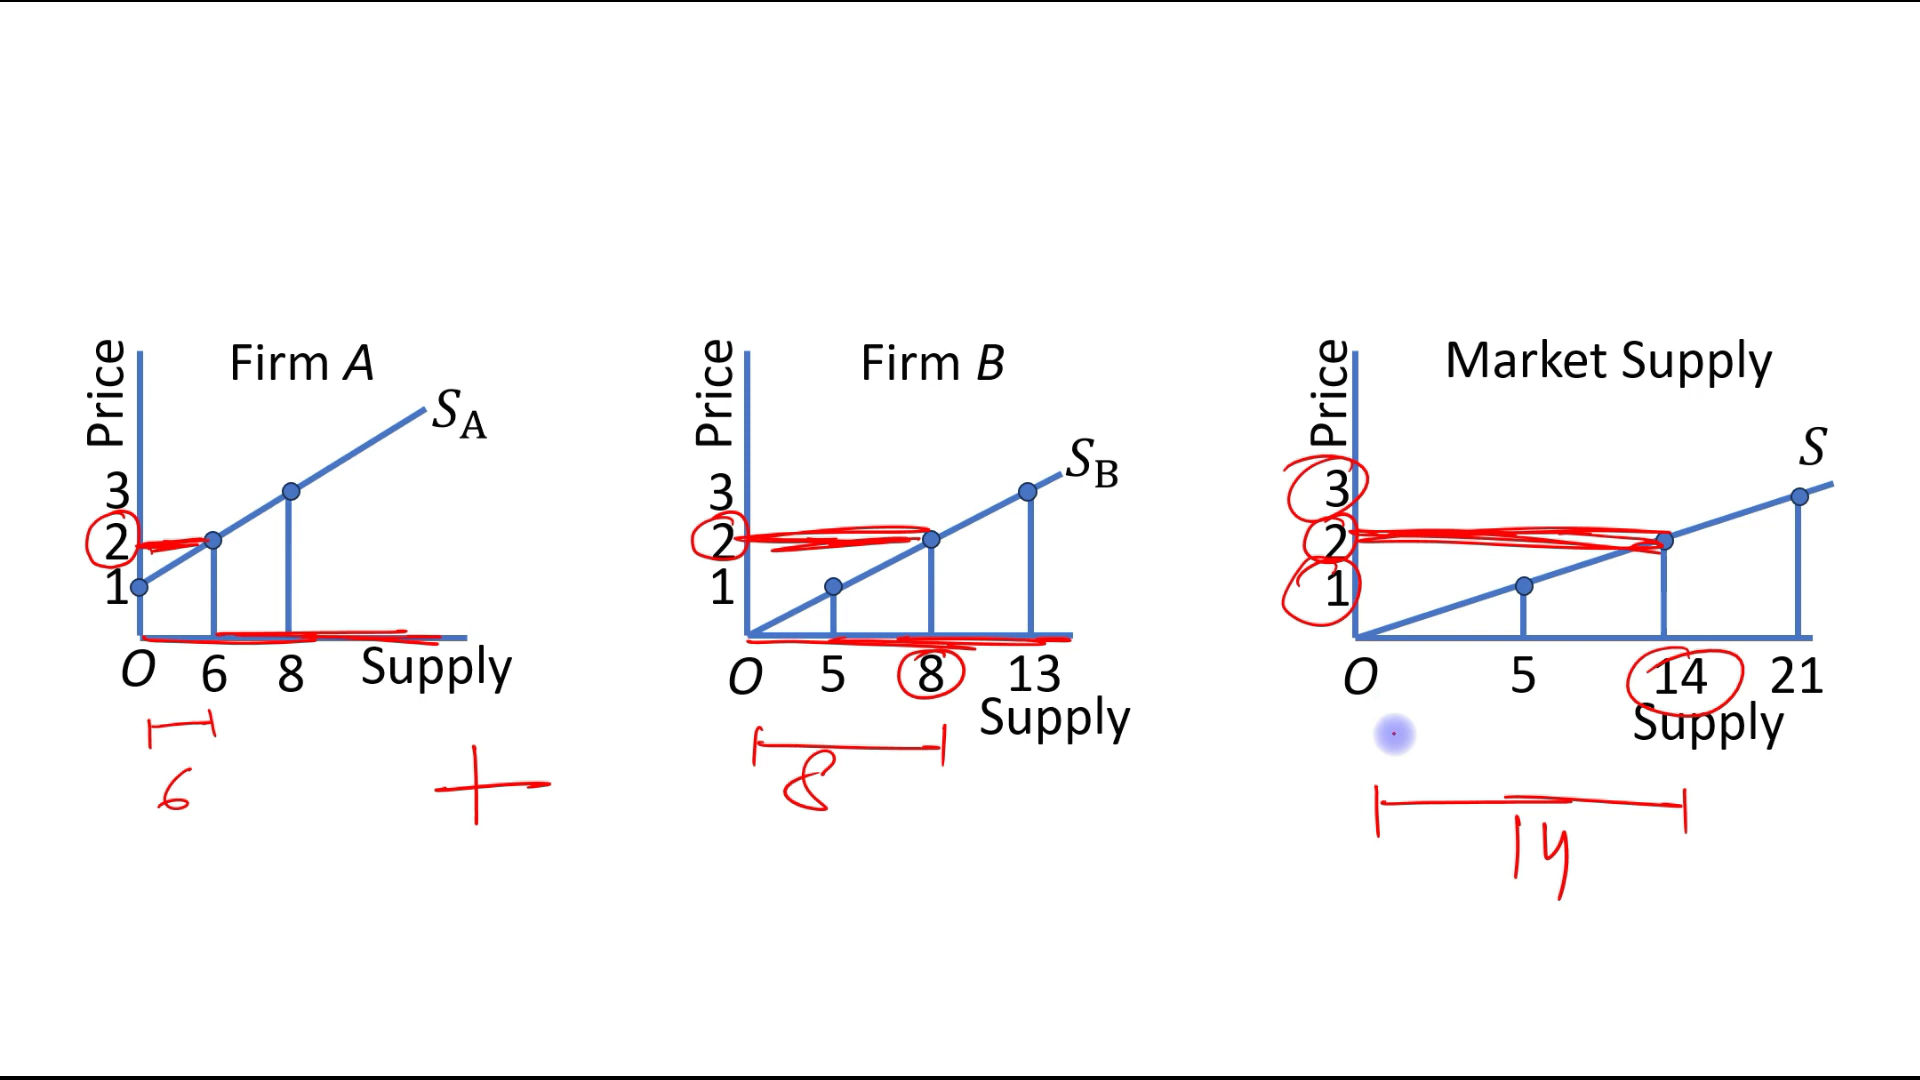 Firm A
Price
S_A
3
2
1
O 6 8 Supply
6
+
Firm B
Price
S_B
3
2
1
O 5 8 13
Supply
8
Market Supply
Price
S
3
2
1
O 5 14 21
Supply
14